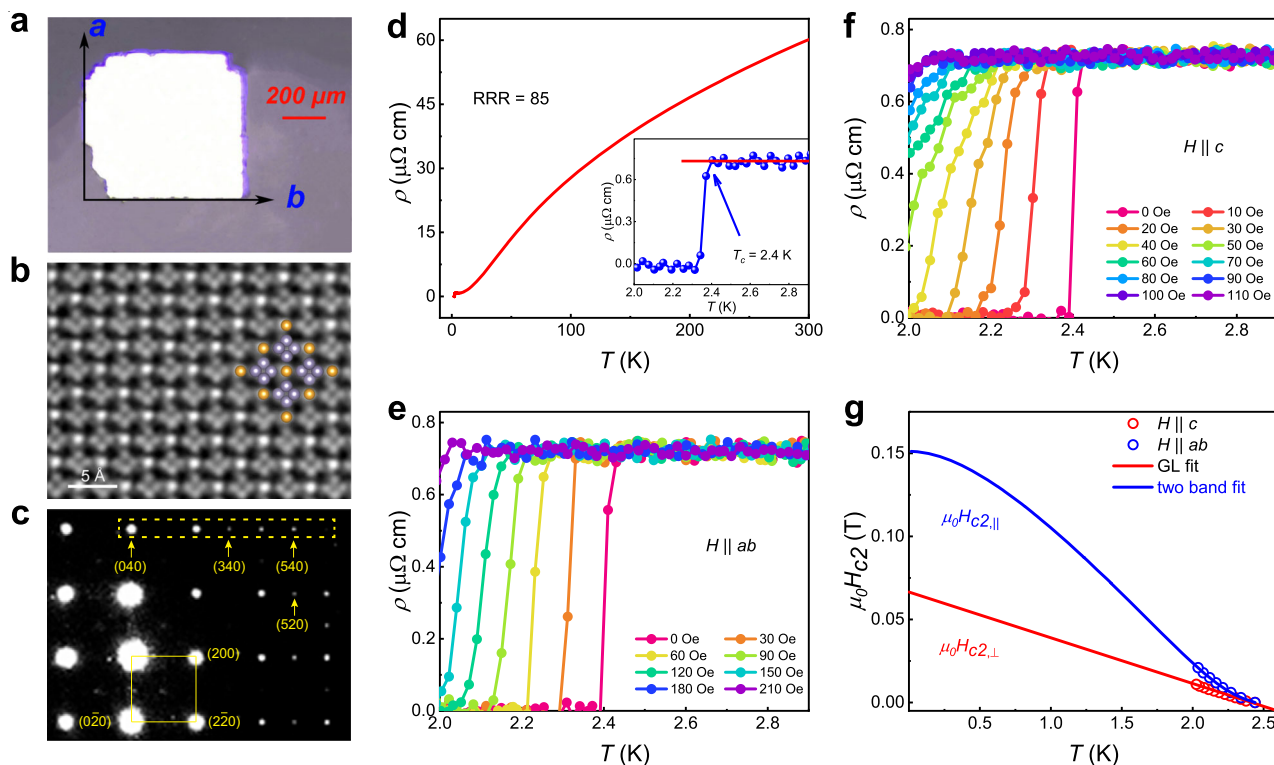 a
a
200 μm
b
b
5 Å
c
(040)
(340)
(540)
(520)
(200)
(02̄0)
(22̄0)
d
ρ (μΩ cm)
60
45
30
15
0
RRR = 85
ρ (μΩ cm)
0.6
0.3
0.0
Tc = 2.4 K
2.0 2.2 2.4 2.6 2.8
T (K)
0 100 200 300
T (K)
e
ρ (μΩ cm)
0.8
0.6
0.4
0.2
0.0
H || ab
0 Oe 30 Oe
60 Oe 90 Oe
120 Oe 150 Oe
180 Oe 210 Oe
2.0 2.2 2.4 2.6 2.8
T (K)
f
ρ (μΩ cm)
0.8
0.6
0.4
0.2
0.0
H || c
0 Oe 10 Oe
20 Oe 30 Oe
40 Oe 50 Oe
60 Oe 70 Oe
80 Oe 90 Oe
100 Oe 110 Oe
2.0 2.2 2.4 2.6 2.8
T (K)
g
μ0Hc2 (T)
0.15
0.10
0.05
0.00
H || c
H || ab
GL fit
two band fit
μ0Hc2,||
μ0Hc2,⊥
0.5 1.0 1.5 2.0 2.5
T (K)